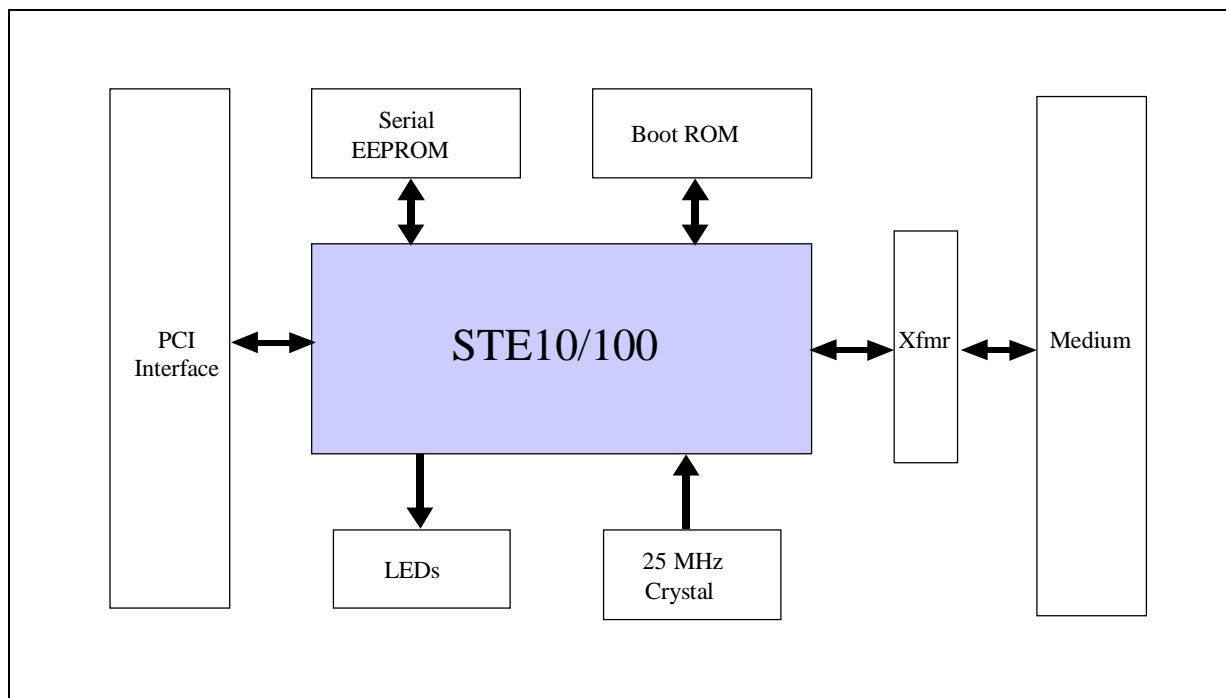 Serial
EEPROM
Boot ROM
PCI
Interface
STE10/100
Xfmr
Medium
LEDs
25 MHz
Crystal